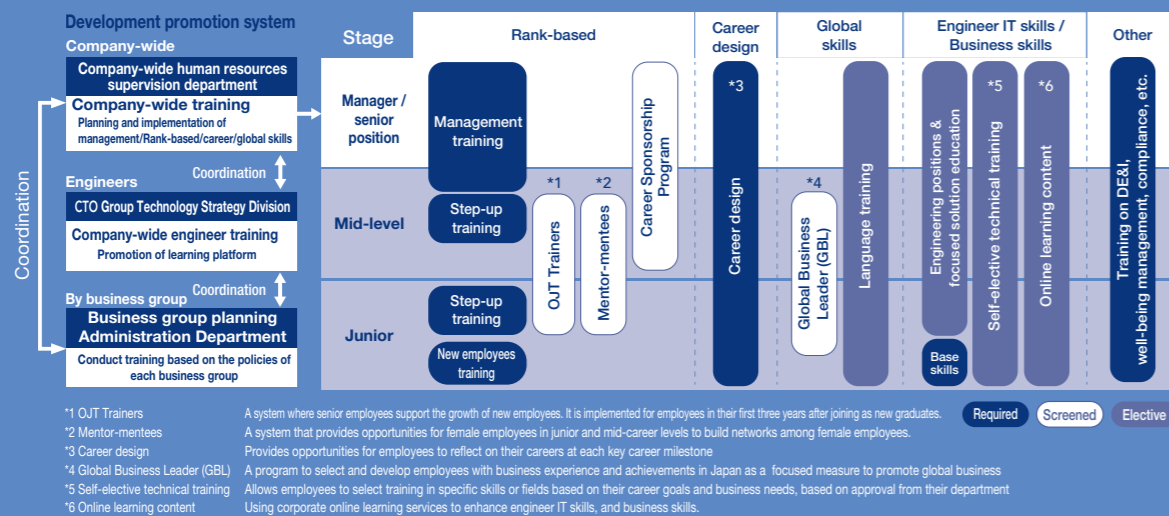 Development promotion system
Company-wide
Company-wide human resources
supervision department
Company-wide training
Planning and implementation of
management/Rank-based/career/global skills
Coordination
Coordination
Engineers
CTO Group Technology Strategy Division
Company-wide engineer training
Promotion of learning platform
Coordination
By business group
Business group planning
Administration Department
Conduct training based on the policies of
each business group
Stage
Rank-based
Career
design
Global
skills
Engineer IT skills /
Business skills
Other
Manager /
senior
position
Mid-level
Junior
Management
training
Step-up
training
Step-up
training
New employees
training
*1
OJT Trainers
*2
Mentor-mentees
Career Sponsorship
Program
*3
Career design
*4
Global Business
Leader (GBL)
Language training
Engineering positions &
focused solution education
Base
skills
*5
Self-elective technical training
*6
Online learning content
Training on DE&I,
well-being management, compliance, etc.
*1 OJT Trainers A system where senior employees support the growth of new employees. It is implemented for employees in their first three years after joining as new graduates.
*2 Mentor-mentees A system that provides opportunities for female employees in junior and mid-career levels to build networks among female employees.
*3 Career design Provides opportunities for employees to reflect on their careers at each key career milestone
*4 Global Business Leader (GBL) A program to select and develop employees with business experience and achievements in Japan as a focused measure to promote global business
*5 Self-elective technical training Allows employees to select training in specific skills or fields based on their career goals and business needs, based on approval from their department
*6 Online learning content Using corporate online learning services to enhance engineer IT skills, and business skills.
Required
Screened
Elective